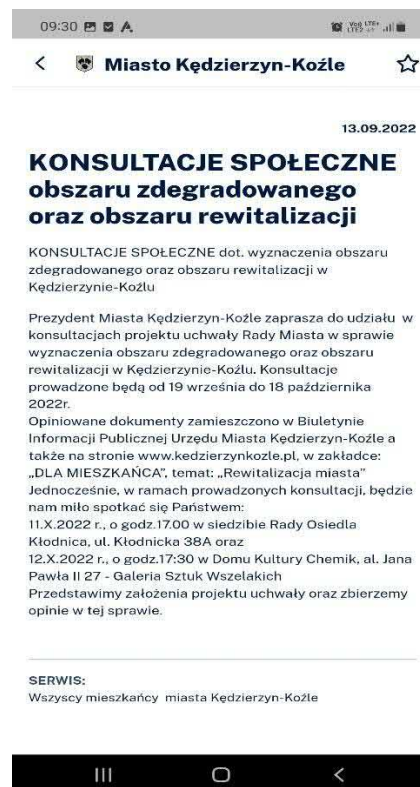 09:30
Miasto Kędzierzyn-Koźle
13.09.2022
KONSULTACJE SPOŁECZNE
obszaru zdegradowanego
oraz obszaru rewitalizacji
KONSULTACJE SPOŁECZNE dot. wyznaczenia obszaru
zdegradowanego oraz obszaru rewitalizacji w
Kędzierzynie-Koźlu
Prezydent Miasta Kędzierzyn-Koźle zaprasza do udziału w
konsultacjach projektu uchwały Rady Miasta w sprawie
wyznaczenia obszaru zdegradowanego oraz obszaru
rewitalizacji w Kędzierzynie-Koźlu. Konsultacje
prowadzone będą od 19 września do 18 października
2022r.
Opiniowane dokumenty zamieszczono w Biuletynie
Informacji Publicznej Urzędu Miasta Kędzierzyn-Koźle a
także na stronie www.kedzierzynkozle.pl, w zakładce:
„DLA MIESZKAŃCA”, temat: „Rewitalizacja miasta”
Jednocześnie, w ramach prowadzonych konsultacji, będzie
nam miło spotkać się Państwem:
11.X.2022 r., o godz.17.00 w siedzibie Rady Osiedla
Kłodnica, ul. Kłodnicka 38A oraz
12.X.2022 r., o godz.17:30 w Domu Kultury Chemik, al. Jana
Pawła II 27 - Galeria Sztuk Wszelakich
Przedstawimy założenia projektu uchwały oraz zbierzemy
opinie w tej sprawie.
SERWIS:
Wszyscy mieszkańcy miasta Kędzierzyn-Koźle